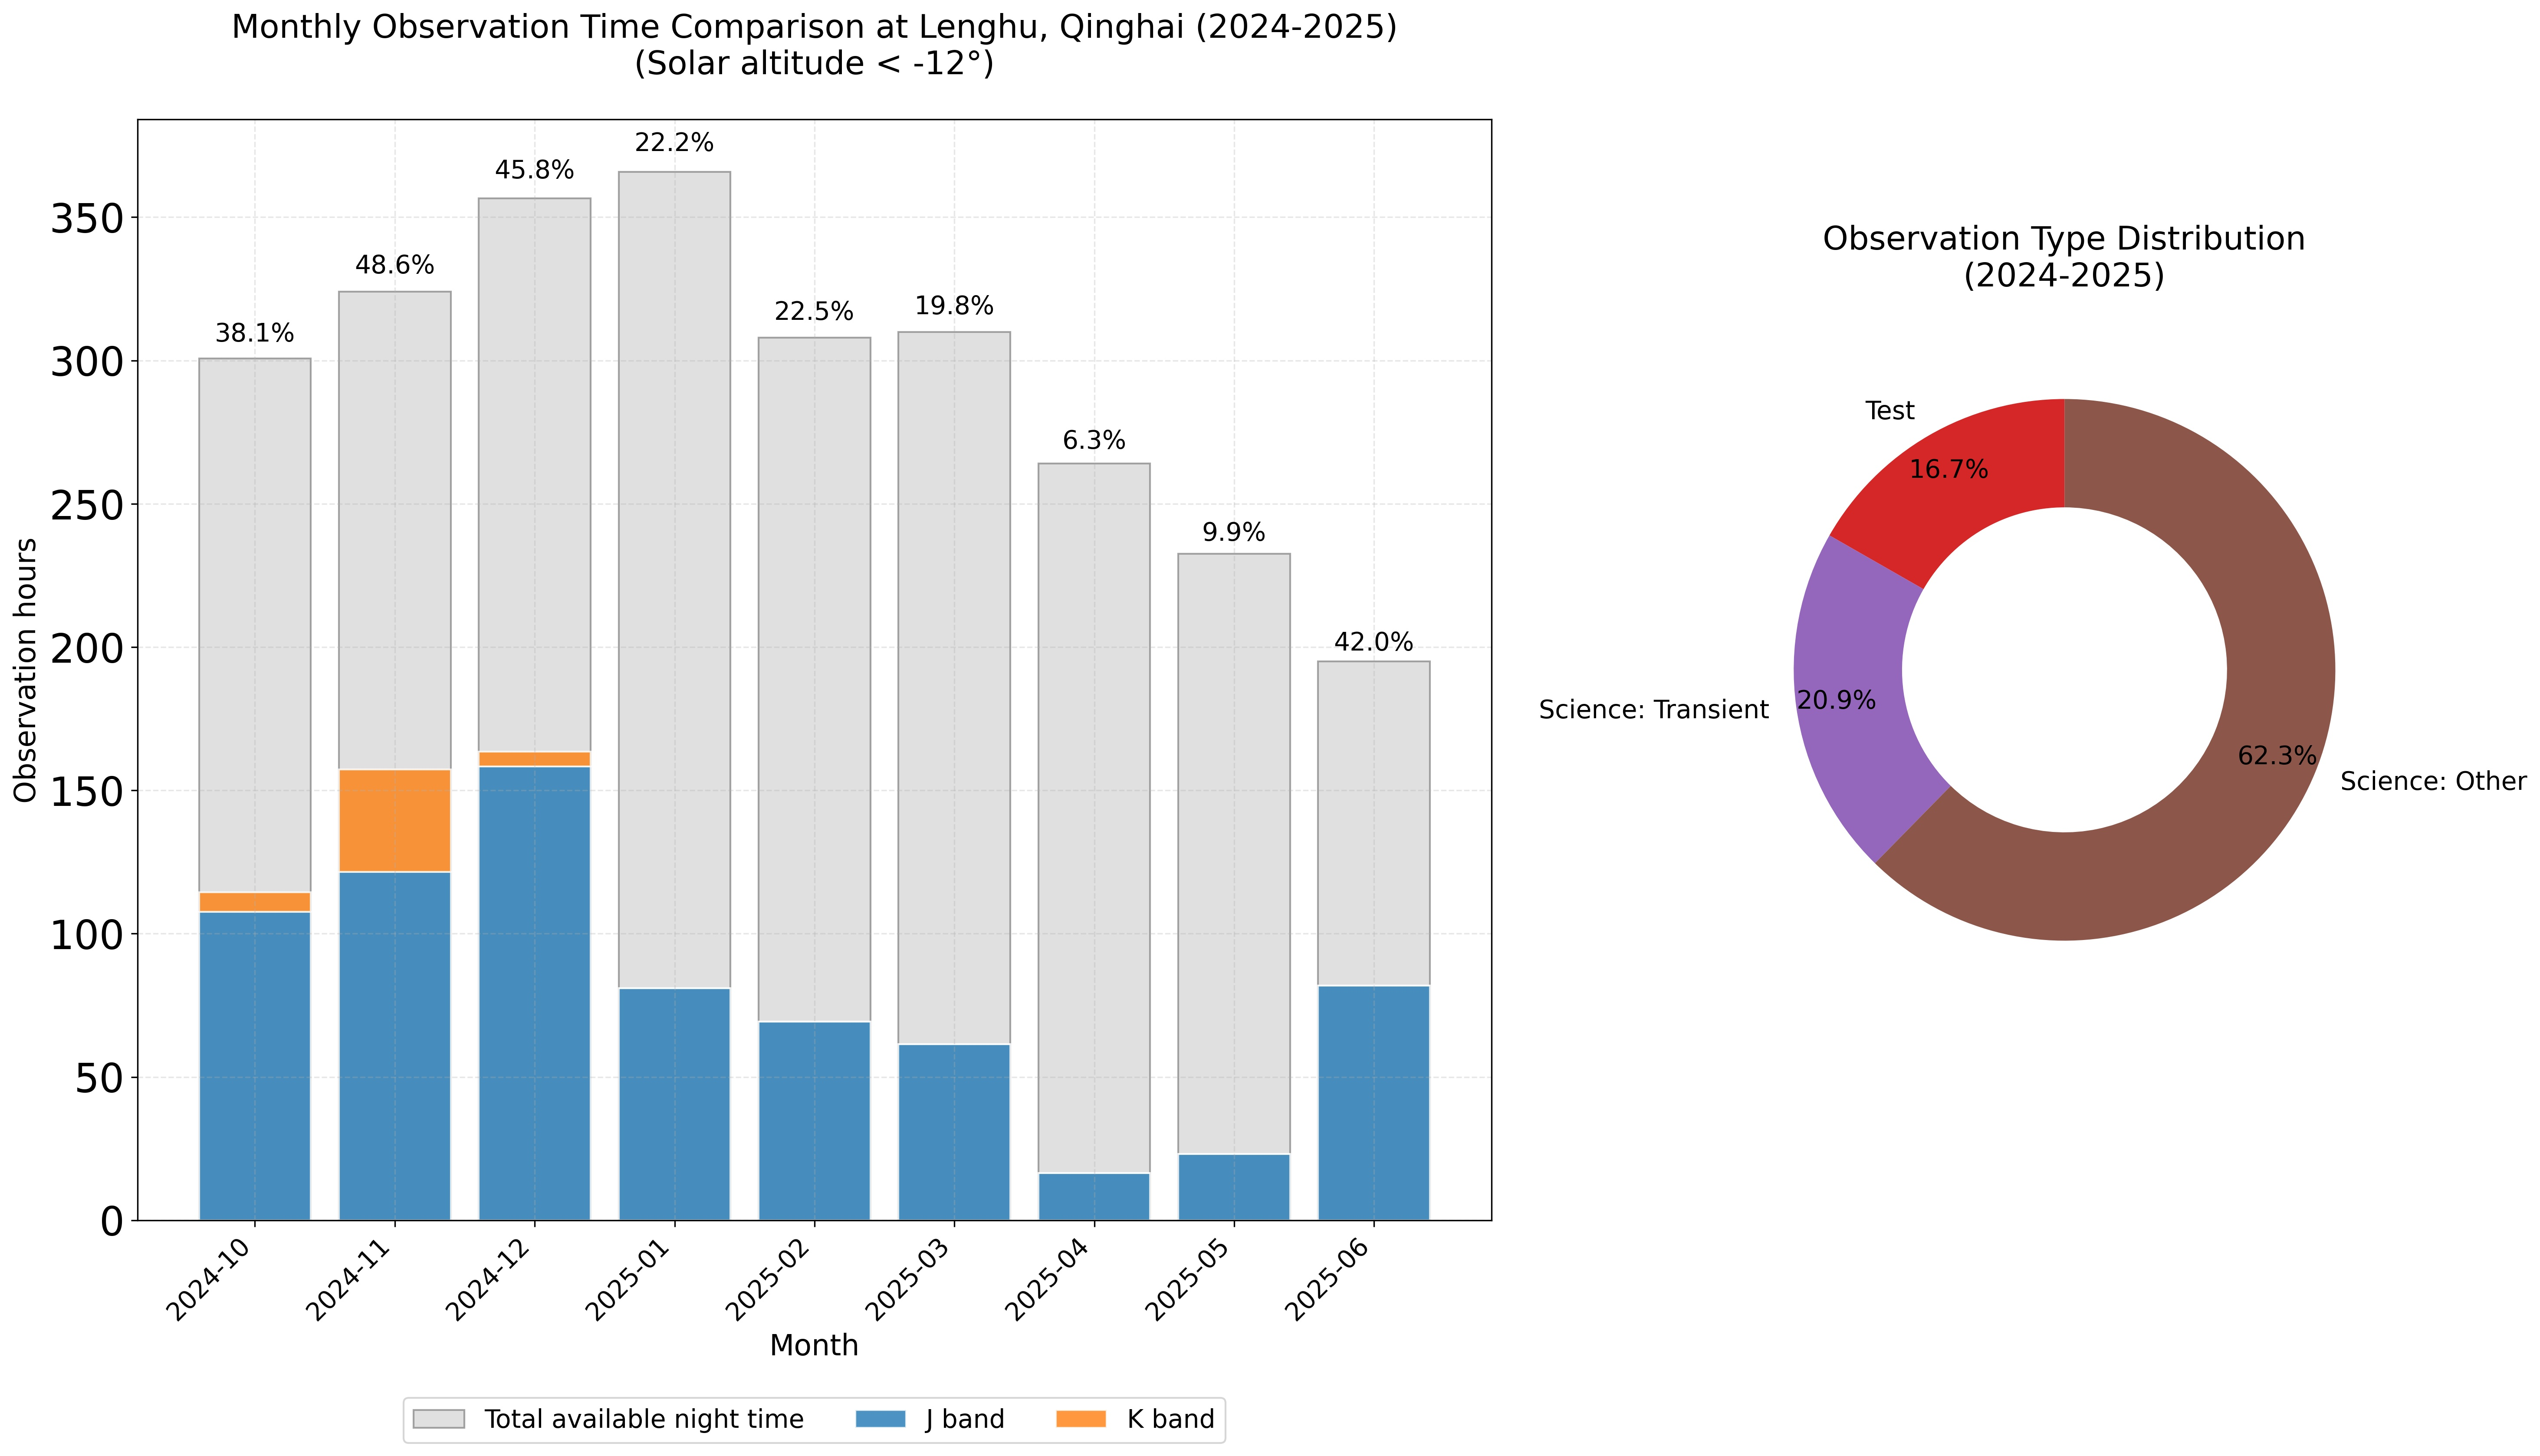 Monthly Observation Time Comparison at Lenghu, Qinghai (2024-2025)
(Solar altitude < -12°)
22.2%
45.8%
48.6%
38.1%
22.5%
19.8%
6.3%
9.9%
42.0%
350
300
250
200
150
100
50
0
Observation hours
2024-10
2024-11
2024-12
2025-01
2025-02
2025-03
2025-04
2025-05
2025-06
Month
Total available night time
J band
K band
Observation Type Distribution
(2024-2025)
Test
16.7%
Science: Transient
20.9%
62.3%
Science: Other